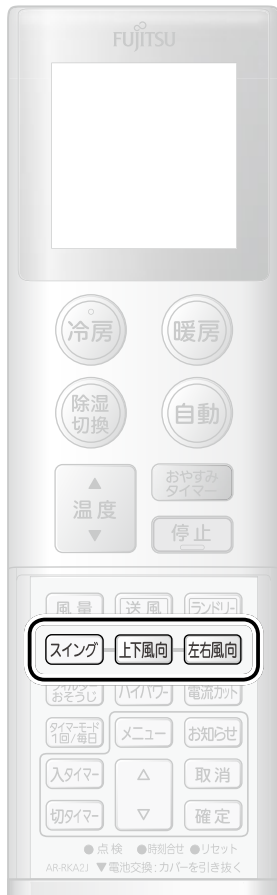 FUJITSU
冷房 暖房
除湿切換 自動
▲ 温度 ▼ おやすみタイマー
停止
風量 送風 ランドリー
スイング 上下風向 左右風向
おそうじ ハイパワー 電流カット
タイマーモード 1回/毎日 メニュー お知らせ
入タイマー △ 取消
切タイマー ▽ 確定
●点検 ●時刻合せ ●リセット
AR-RKA2J ▼電池交換:カバーを引き抜く